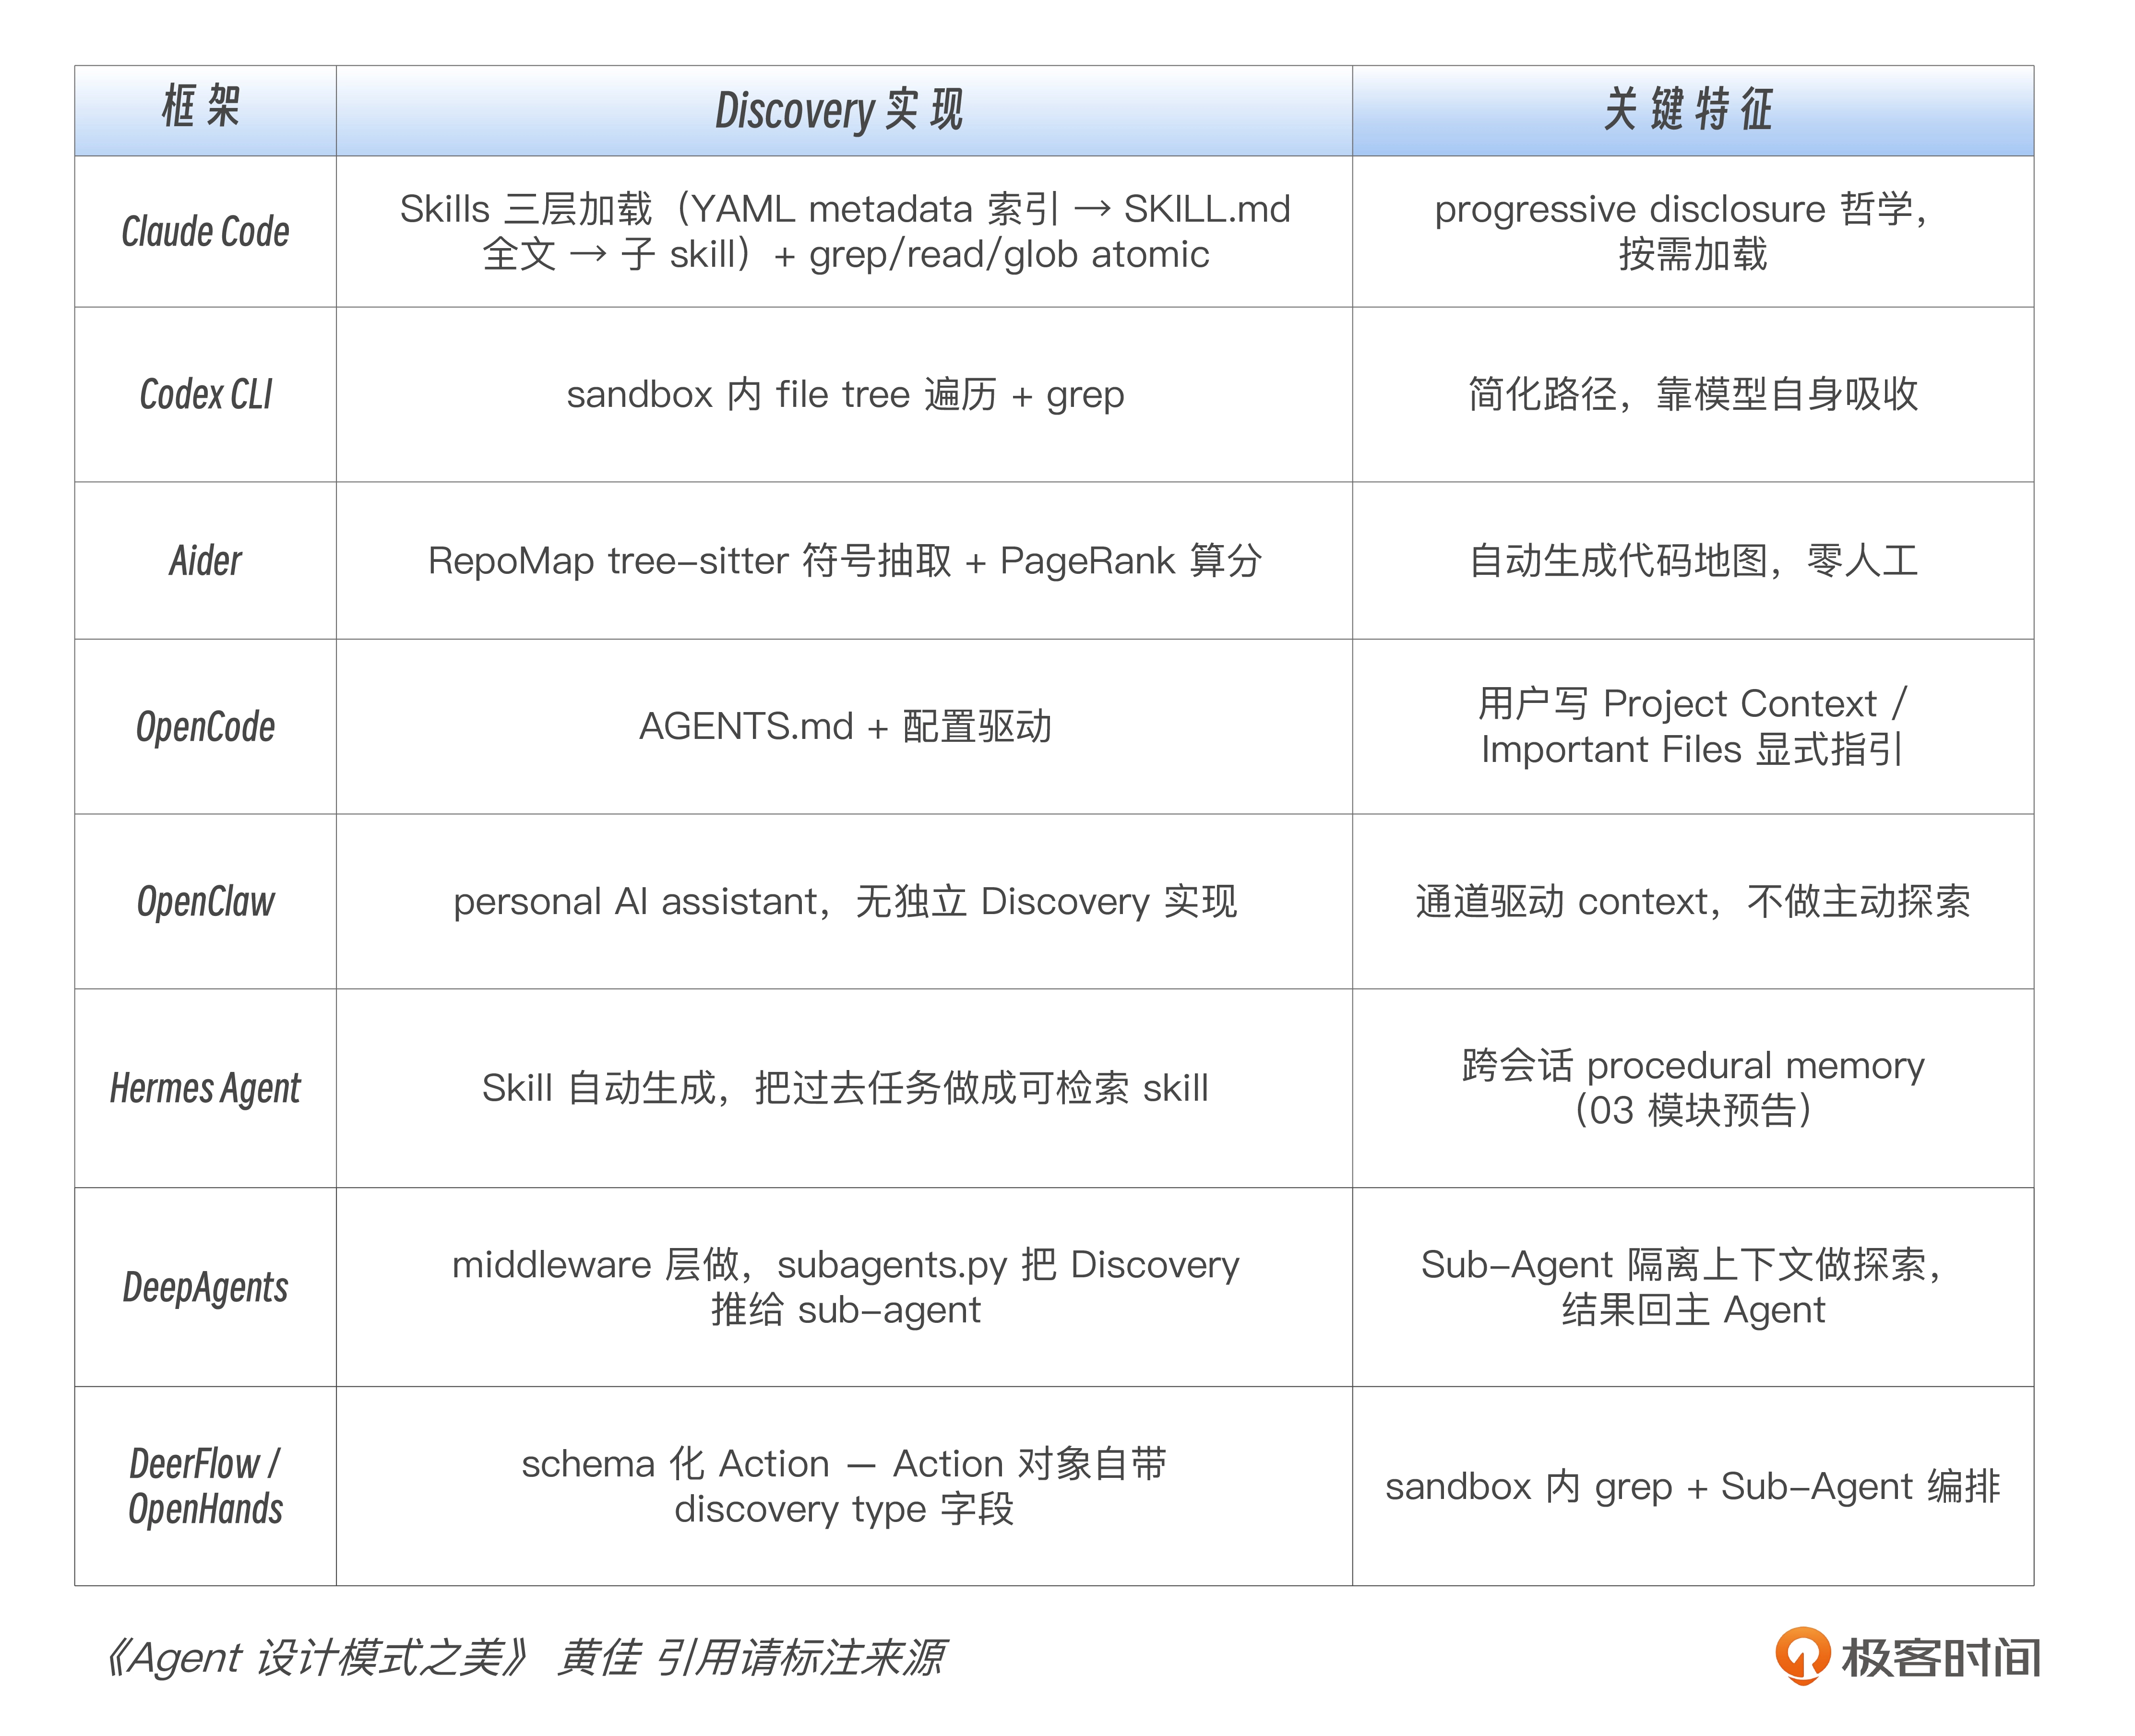 框架
Discovery 实现
关键特征
Claude Code
Skills 三层加载（YAML metadata 索引 → SKILL.md
全文 → 子 skill）+ grep/read/glob atomic
progressive disclosure 哲学，
按需加载
Codex CLI
sandbox 内 file tree 遍历 + grep
简化路径，靠模型自身吸收
Aider
RepoMap tree-sitter 符号抽取 + PageRank 算分
自动生成代码地图，零人工
OpenCode
AGENTS.md + 配置驱动
用户写 Project Context /
Important Files 显式指引
OpenClaw
personal AI assistant，无独立 Discovery 实现
通道驱动 context，不做主动探索
Hermes Agent
Skill 自动生成，把过去任务做成可检索 skill
跨会话 procedural memory
（03 模块预告）
DeepAgents
middleware 层做，subagents.py 把 Discovery
推给 sub-agent
Sub-Agent 隔离上下文做探索，
结果回主 Agent
DeerFlow /
OpenHands
schema 化 Action — Action 对象自带
discovery type 字段
sandbox 内 grep + Sub-Agent 编排
《Agent 设计模式之美》 黄佳 引用请标注来源
极客时间